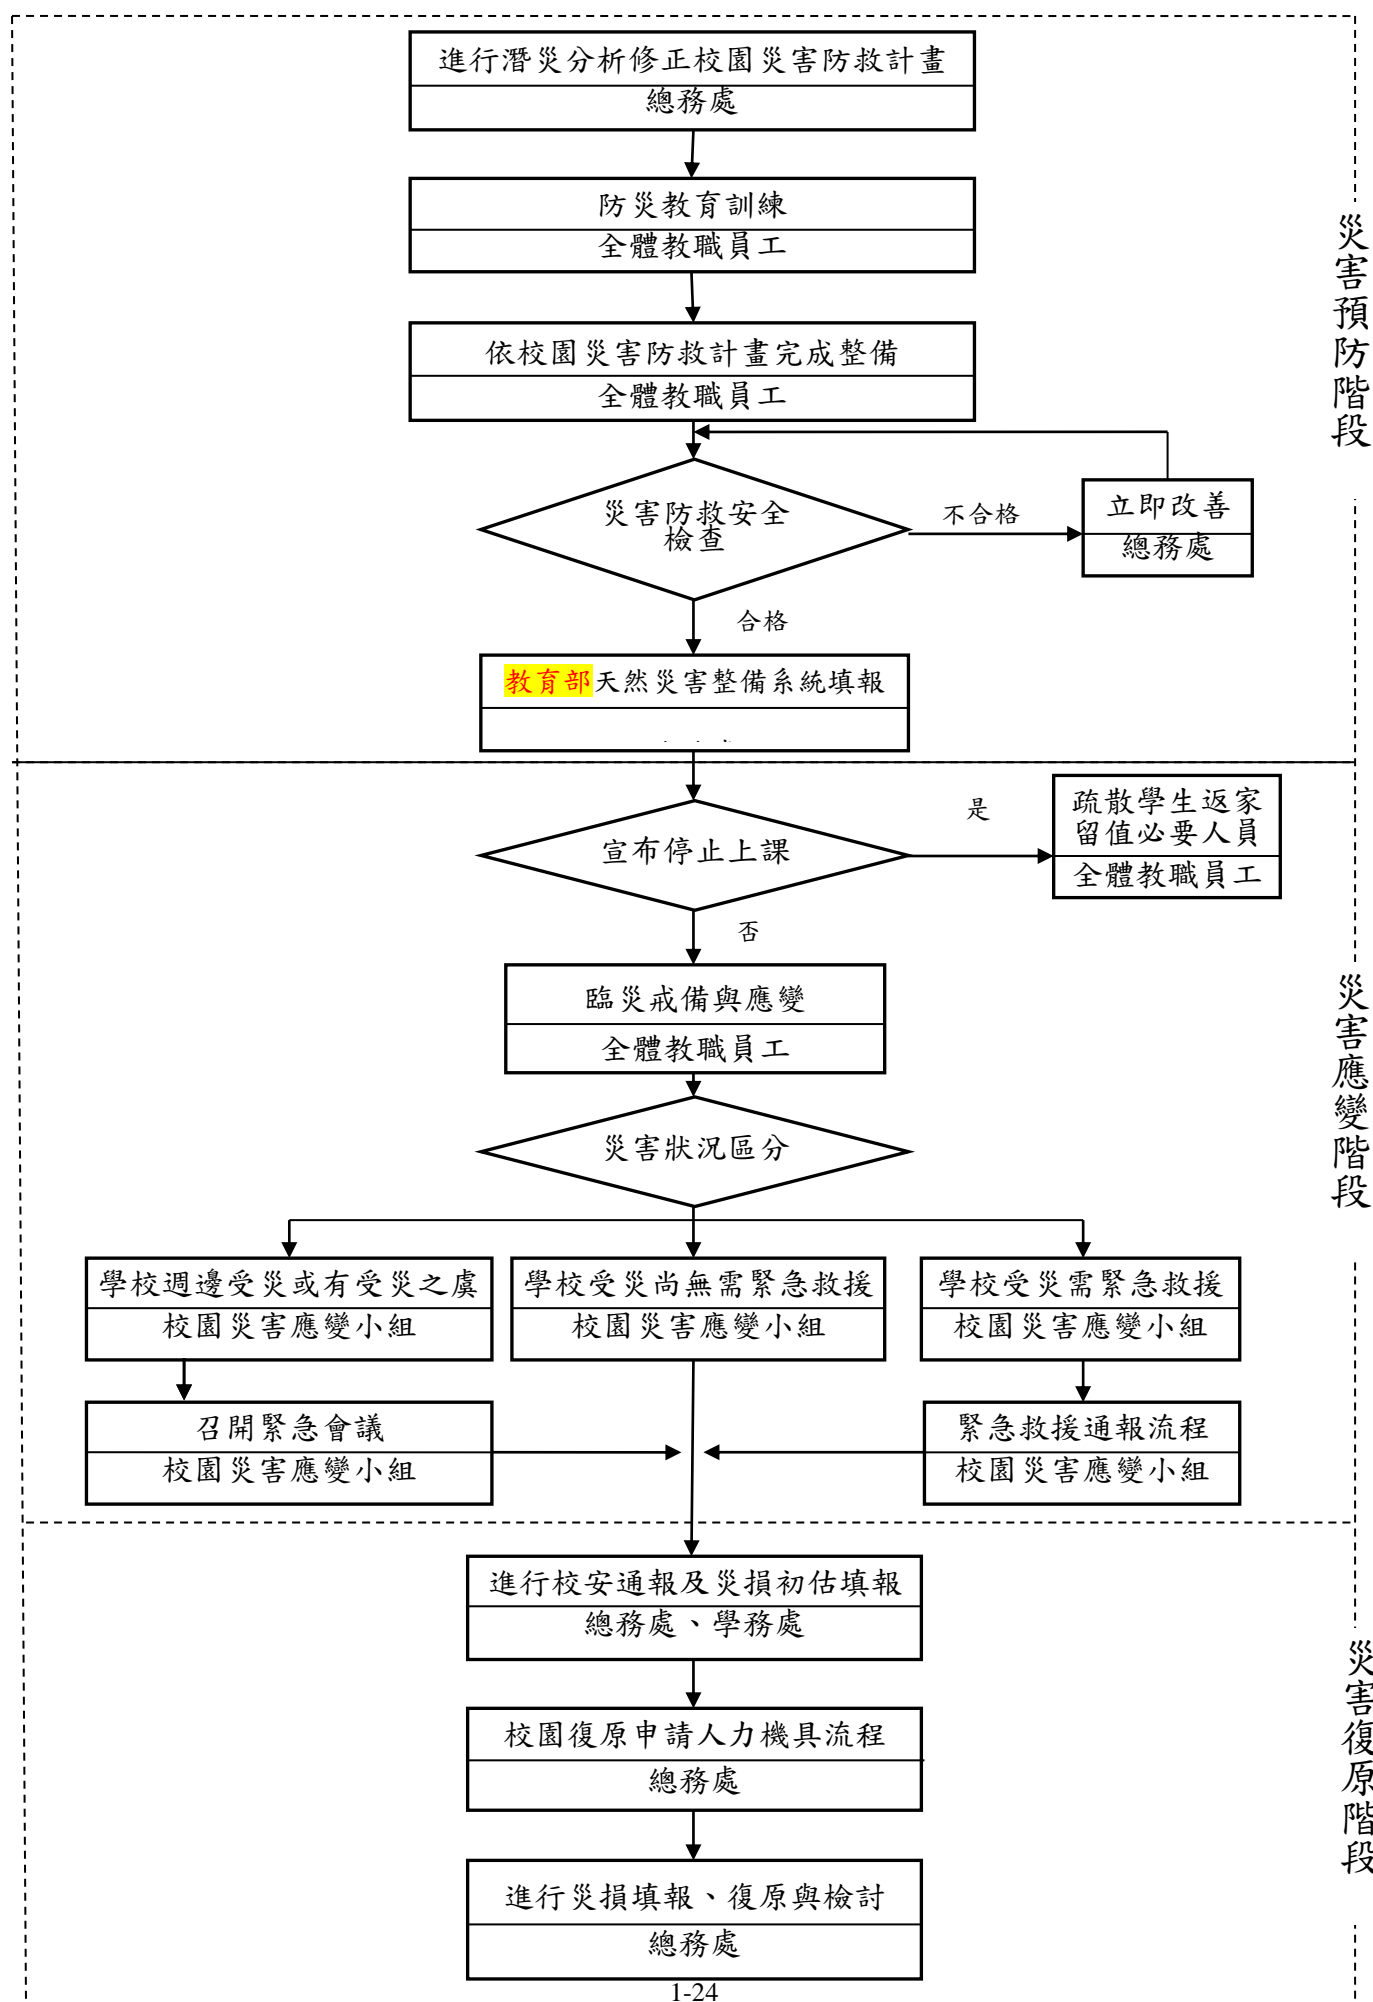 進行潛災分析修正校園災害防救計畫
總務處
防災教育訓練
全體教職員工
災害預防階段
依校園災害防救計畫完成整備
全體教職員工
災害防救安全
檢查
不合格
立即改善
總務處
合格
教育部天然災害整備系統填報
宣布停止上課
是
疏散學生返家
留值必要人員
全體教職員工
否
臨災戒備與應變
全體教職員工
災害應變階段
災害狀況區分
學校週邊受災或有受災之虞
校園災害應變小組
學校受災尚無需緊急救援
校園災害應變小組
學校受災需緊急救援
校園災害應變小組
召開緊急會議
校園災害應變小組
緊急救援通報流程
校園災害應變小組
進行校安通報及災損初估填報
總務處、學務處
災害復原階段
校園復原申請人力機具流程
總務處
進行災損填報、復原與檢討
總務處
1-24